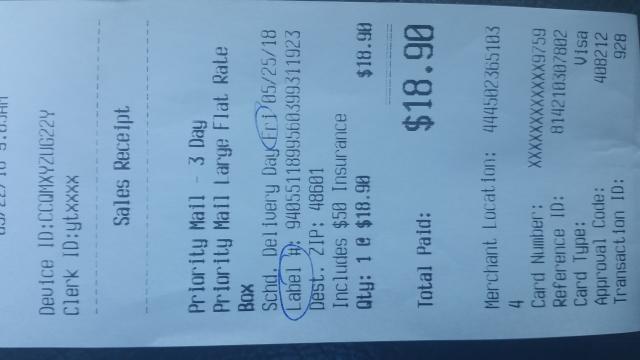 Device ID:CCQMXYZUG22Y
Clerk ID:ytxxxx
Sales Receipt
Priority Mail - 3 Day
Priority Mail Large Flat Rate
Box
Schd. Delivery Day Fri 05/25/18
Label #: 9405511899560399311923
Dest. ZIP: 48601
Includes $50 Insurance
Qty: 1 @ $18.90 $18.90
Total Paid: $18.90
Merchant Location: 444502365103
4
Card Number: XXXXXXXXXXXX9759
Reference ID: 814210307802
Card Type: Visa
Approval Code: 408212
Transaction ID: 928